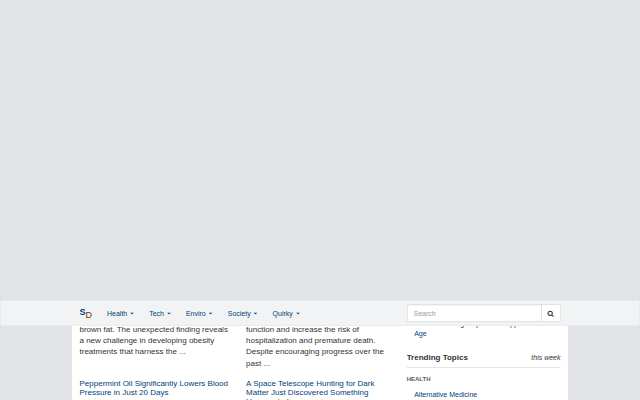 SD Health Tech Enviro Society Quirky Search
brown fat. The unexpected finding reveals
a new challenge in developing obesity
treatments that harness the ...
Peppermint Oil Significantly Lowers Blood
Pressure in Just 20 Days
function and increase the risk of
hospitalization and premature death.
Despite encouraging progress over the
past ...
A Space Telescope Hunting for Dark
Matter Just Discovered Something
Age
Trending Topics this week
HEALTH
Alternative Medicine